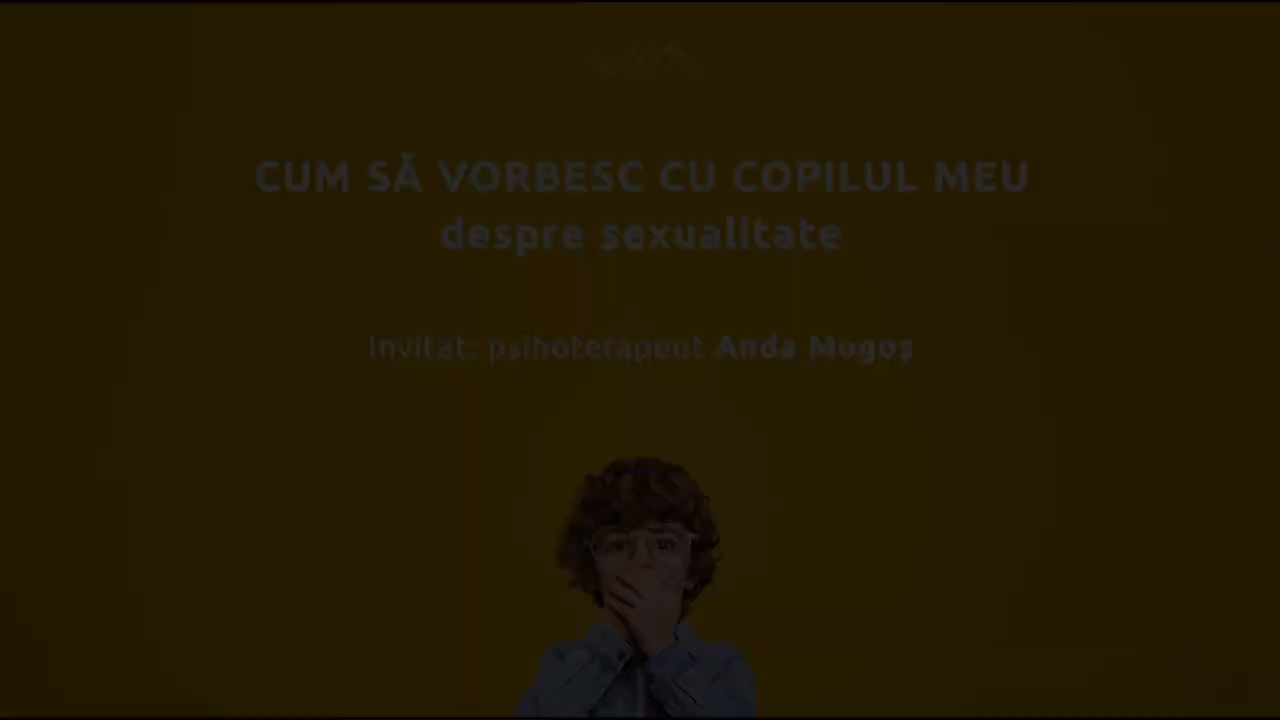 CUM SĂ VORBESC CU COPILUL MEU
despre sexualitate
Invitat: psihoterapeut Anda Mogoș